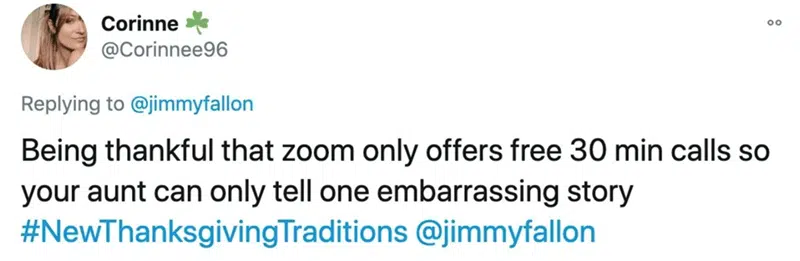 Corinne ☘️
@Corinnee96
Replying to @jimmyfallon
Being thankful that zoom only offers free 30 min calls so
your aunt can only tell one embarrassing story
#NewThanksgivingTraditions @jimmyfallon